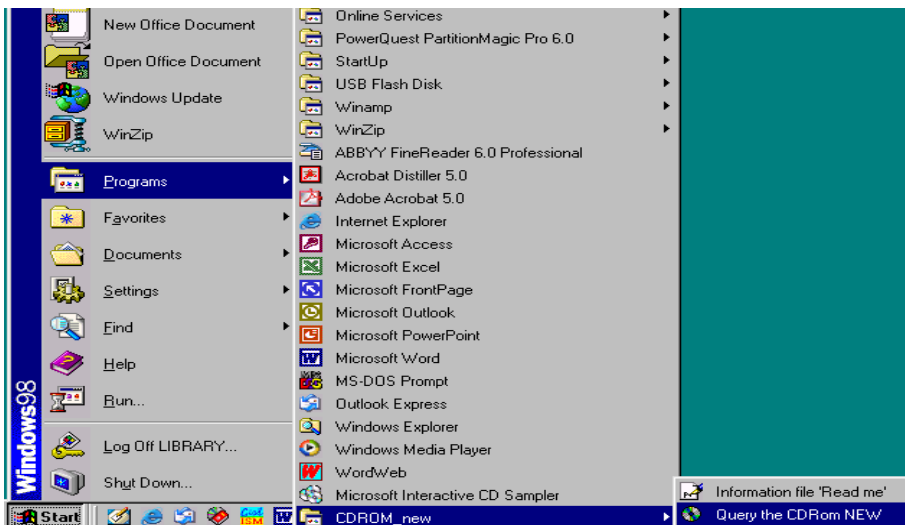 New Office Document
Open Office Document
Windows Update
WinZip
Programs
Favorites
Documents
Settings
Find
Help
Run...
Log Off LIBRARY...
Shut Down...
Windows98
Start
Online Services
PowerQuest PartitionMagic Pro 6.0
StartUp
USB Flash Disk
Winamp
WinZip
ABBYY FineReader 6.0 Professional
Acrobat Distiller 5.0
Adobe Acrobat 5.0
Internet Explorer
Microsoft Access
Microsoft Excel
Microsoft FrontPage
Microsoft Outlook
Microsoft PowerPoint
Microsoft Word
MS-DOS Prompt
Outlook Express
Windows Explorer
Windows Media Player
WordWeb
Microsoft Interactive CD Sampler
CDROM_new
Information file 'Read me'
Query the CDRom NEW